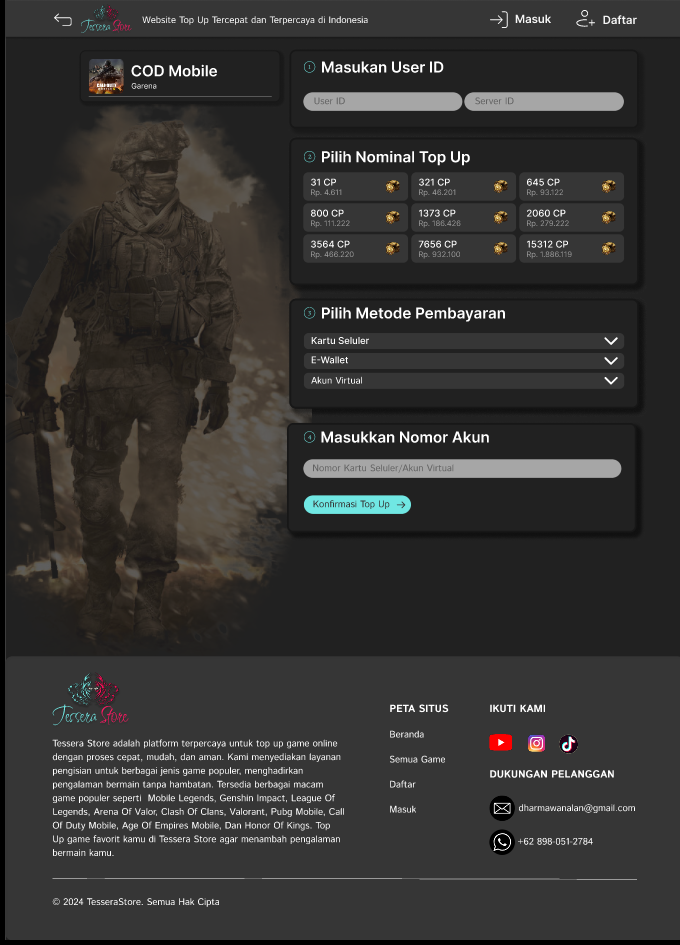 Tessera Store
Website Top Up Tercepat dan Terpercaya di Indonesia
Masuk
Daftar
COD Mobile
Garena
1 Masukan User ID
User ID
Server ID
2 Pilih Nominal Top Up
31 CP
Rp. 4.611
321 CP
Rp. 46.201
645 CP
Rp. 93.122
800 CP
Rp. 111.222
1373 CP
Rp. 186.426
2060 CP
Rp. 279.222
3564 CP
Rp. 466.220
7656 CP
Rp. 932.100
15312 CP
Rp. 1.886.119
3 Pilih Metode Pembayaran
Kartu Seluler
E-Wallet
Akun Virtual
4 Masukkan Nomor Akun
Nomor Kartu Seluler/Akun Virtual
Konfirmasi Top Up
Tessera Store
Tessera Store adalah platform terpercaya untuk top up game online
dengan proses cepat, mudah, dan aman. Kami menyediakan layanan
pengisian untuk berbagai jenis game populer, menghadirkan
pengalaman bermain tanpa hambatan. Tersedia berbagai macam
game populer seperti Mobile Legends, Genshin Impact, League Of
Legends, Arena Of Valor, Clash Of Clans, Valorant, Pubg Mobile, Call
Of Duty Mobile, Age Of Empires Mobile, Dan Honor Of Kings. Top
Up game favorit kamu di Tessera Store agar menambah pengalaman
bermain kamu.
PETA SITUS
Beranda
Semua Game
Daftar
Masuk
IKUTI KAMI
DUKUNGAN PELANGGAN
dharmawanalan@gmail.com
+62 898-051-2784
© 2024 TesseraStore. Semua Hak Cipta